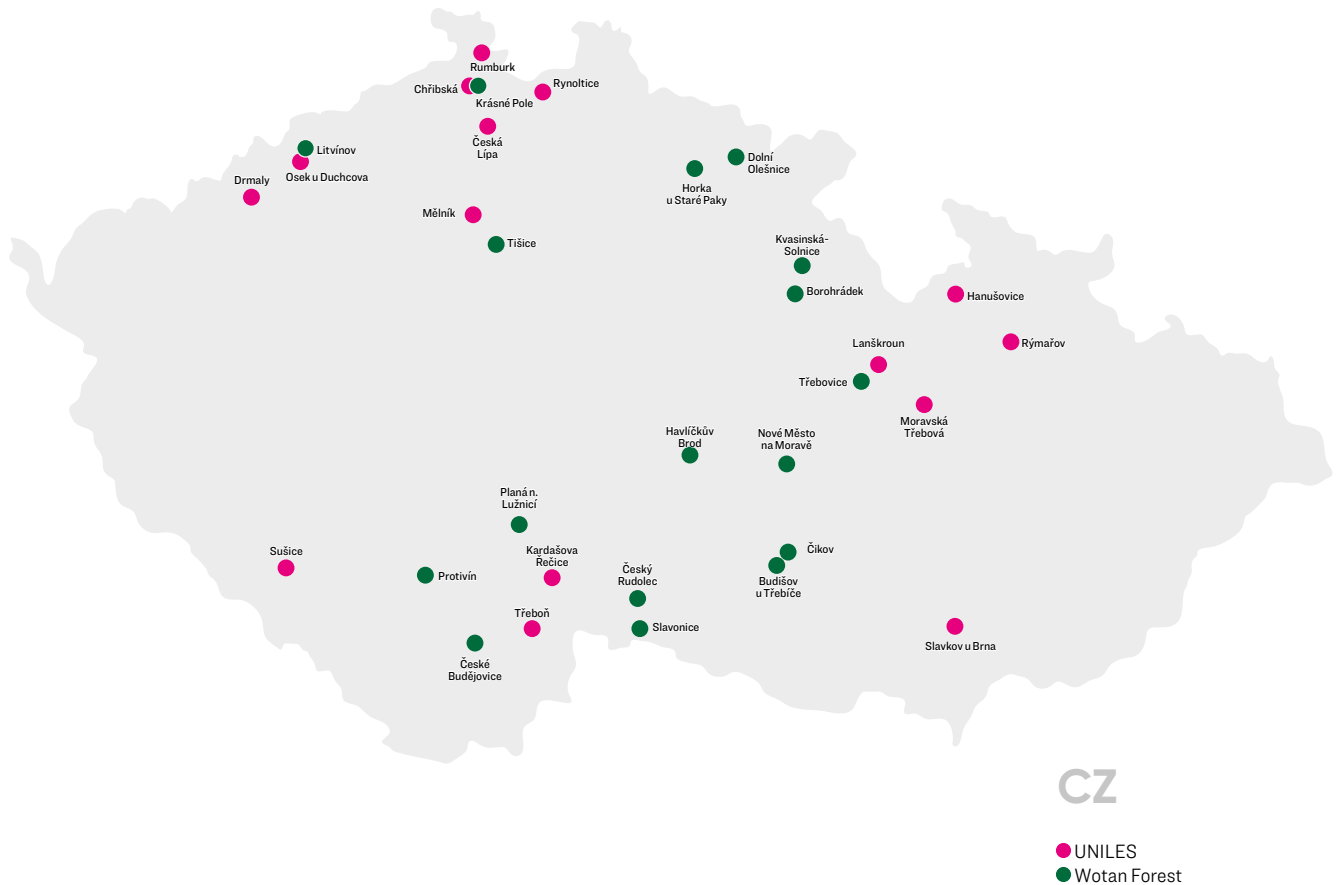 Rumburk
Chřibská
Krásné Pole
Rynoltice
Česká
Lípa
Litvínov
Osek u Duchcova
Drmaly
Dolní
Olešnice
Horka
u Staré Paky
Mělník
Tišice
Kvasinská-
Solnice
Borohrádek
Hanušovice
Rýmařov
Lanškroun
Třebovice
Moravská
Třebová
Havlíčkův
Brod
Nové Město
na Moravě
Planá n.
Lužnicí
Sušice
Protivín
Kardašova
Řečice
Český
Rudolec
Čikov
Budišov
u Třebíče
Třeboň
Slavonice
České
Budějovice
Slavkov u Brna
CZ
UNILES
Wotan Forest